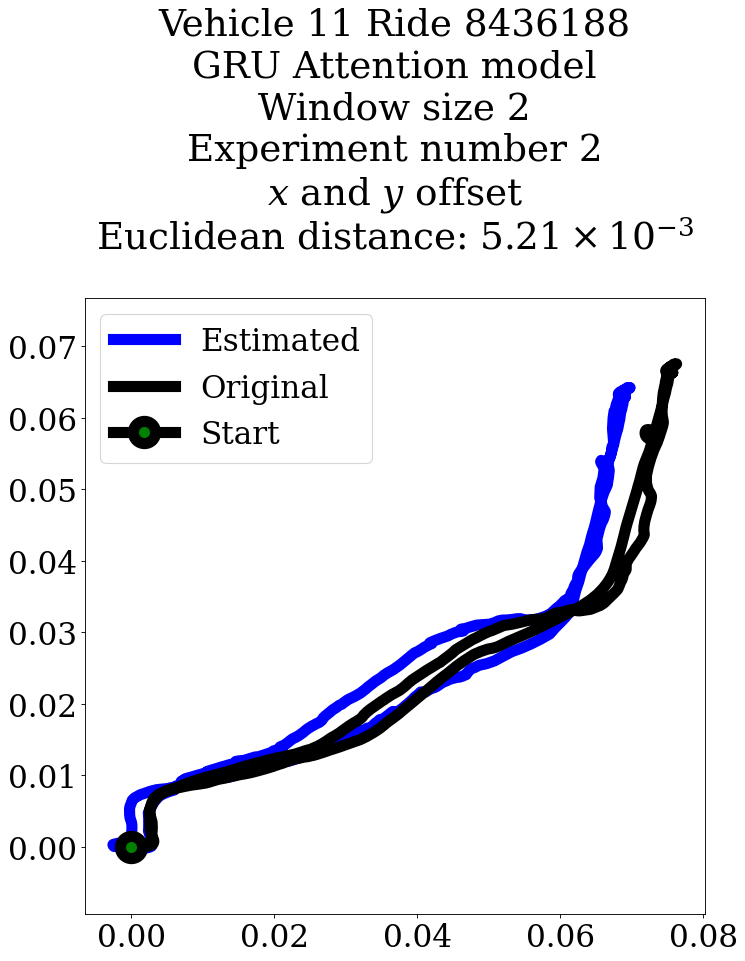 Vehicle 11 Ride 8436188
GRU Attention model
Window size 2
Experiment number 2
x and y offset
Euclidean distance: 5.21 × 10⁻³
Estimated
Original
Start
0.07
0.06
0.05
0.04
0.03
0.02
0.01
0.00
0.00 0.02 0.04 0.06 0.08